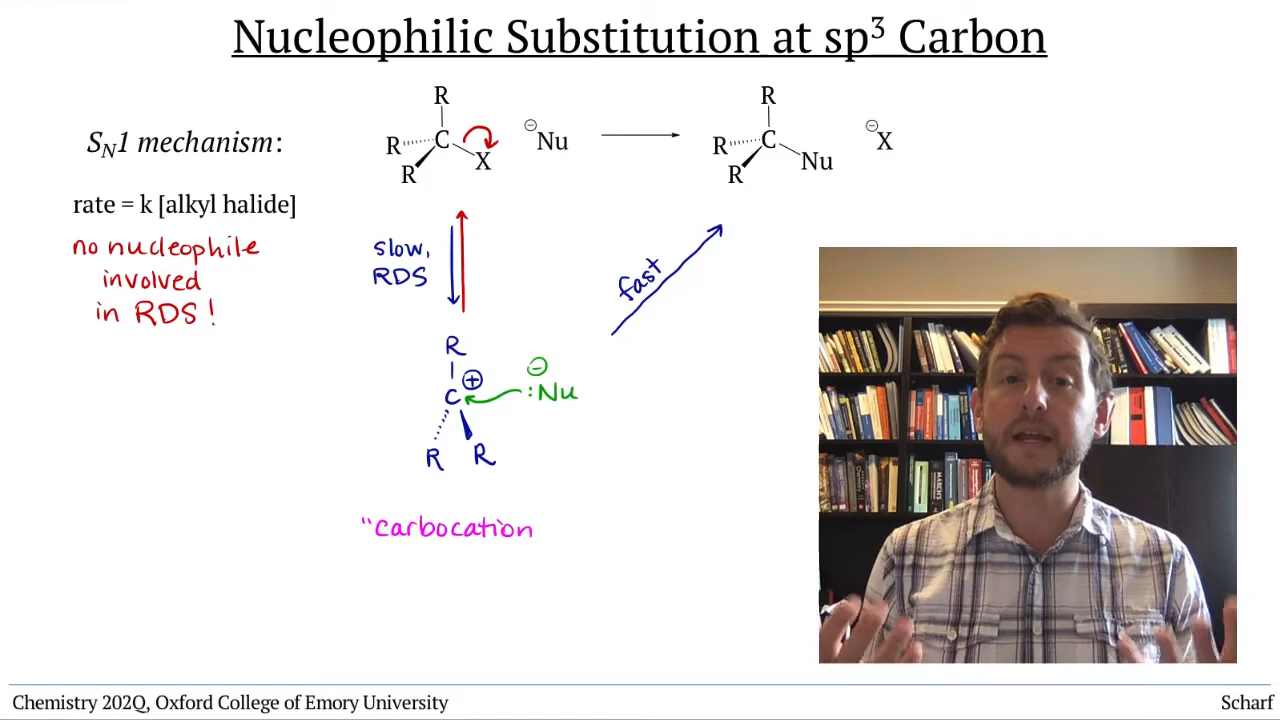 Nucleophilic Substitution at sp³ Carbon
S_N1 mechanism:
rate = k [alkyl halide]
no nucleophile
involved
in RDS!
R
R C X
R
⊖Nu
R
R C Nu
R
⊖X
slow,
RDS
fast
R
C ⊕
R R
⊖
:Nu
"carbocation
Chemistry 202Q, Oxford College of Emory University
Scharf